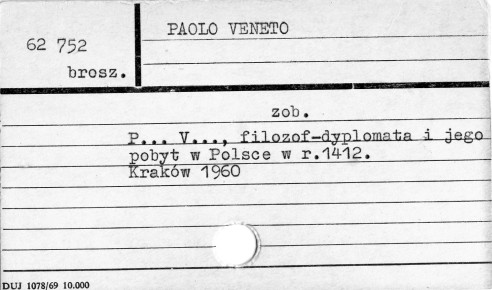 PAOLO VENETO
62 752
brosz.
zob.
P... V..., filozof-dyplomata i jego
pobyt w Polsce w r.1412.
Kraków 1960
DUJ 1078/69 10.000